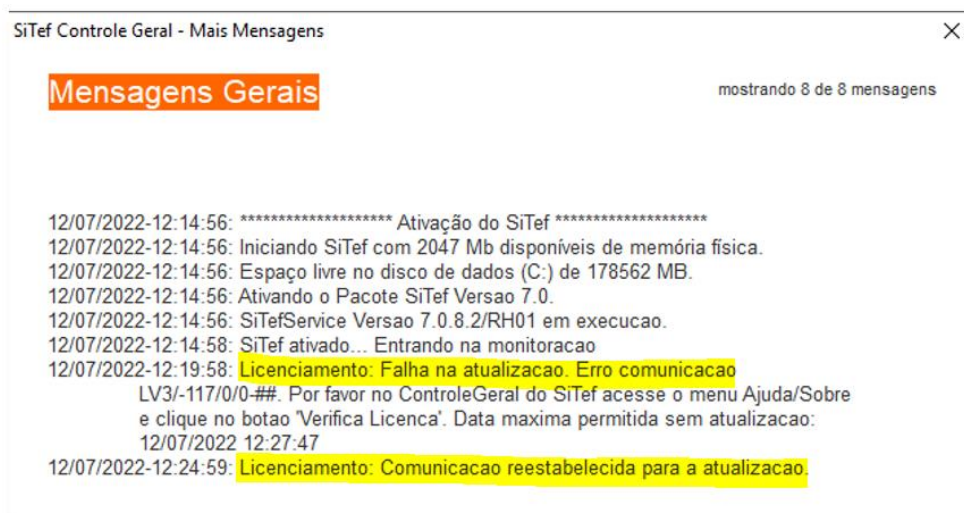 SiTef Controle Geral - Mais Mensagens
Mensagens Gerais
mostrando 8 de 8 mensagens
12/07/2022-12:14:56: ******************** Ativação do SiTef ********************
12/07/2022-12:14:56: Iniciando SiTef com 2047 Mb disponíveis de memória física.
12/07/2022-12:14:56: Espaço livre no disco de dados (C:) de 178562 MB.
12/07/2022-12:14:56: Ativando o Pacote SiTef Versao 7.0.
12/07/2022-12:14:56: SiTefService Versao 7.0.8.2/RH01 em execucao.
12/07/2022-12:14:58: SiTef ativado... Entrando na monitoracao
12/07/2022-12:19:58: Licenciamento: Falha na atualizacao. Erro comunicacao
LV3/-117/0/0-##. Por favor no ControleGeral do SiTef acesse o menu Ajuda/Sobre
e clique no botao 'Verifica Licenca'. Data maxima permitida sem atualizacao:
12/07/2022 12:27:47
12/07/2022-12:24:59: Licenciamento: Comunicacao reestabelecida para a atualizacao.